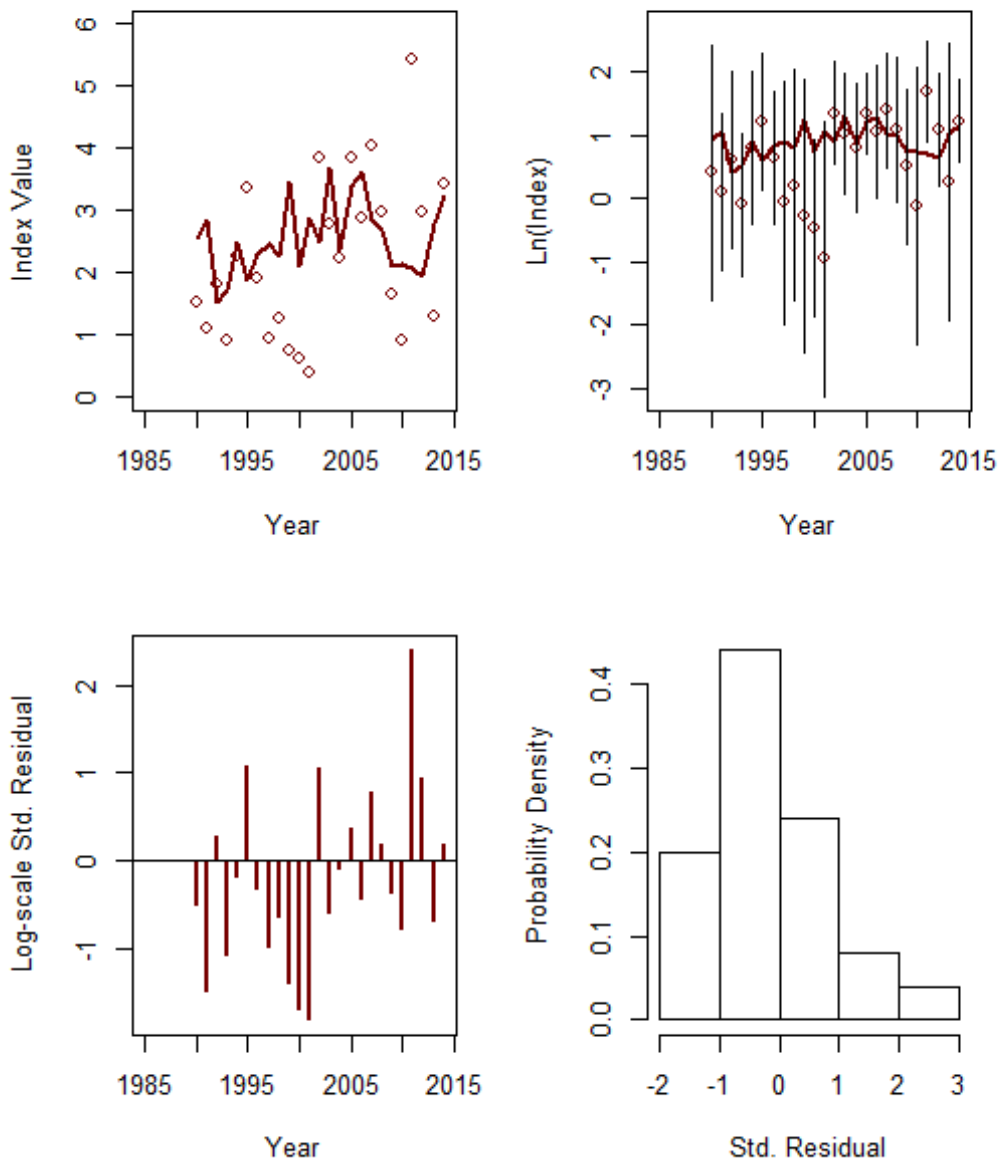 Index Value
6
5
4
3
2
1
0
1985 1995 2005 2015
Year
Ln(Index)
2
1
0
-1
-2
-3
1985 1995 2005 2015
Year
Log-scale Std. Residual
2
1
0
-1
1985 1995 2005 2015
Year
Probability Density
0.4
0.3
0.2
0.1
0.0
-2 -1 0 1 2 3
Std. Residual